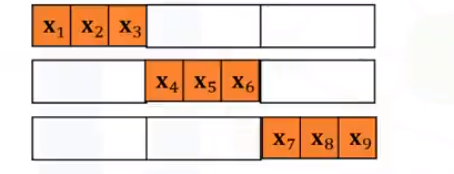 x₁ x₂ x₃
x₄ x₅ x₆
x₇ x₈ x₉